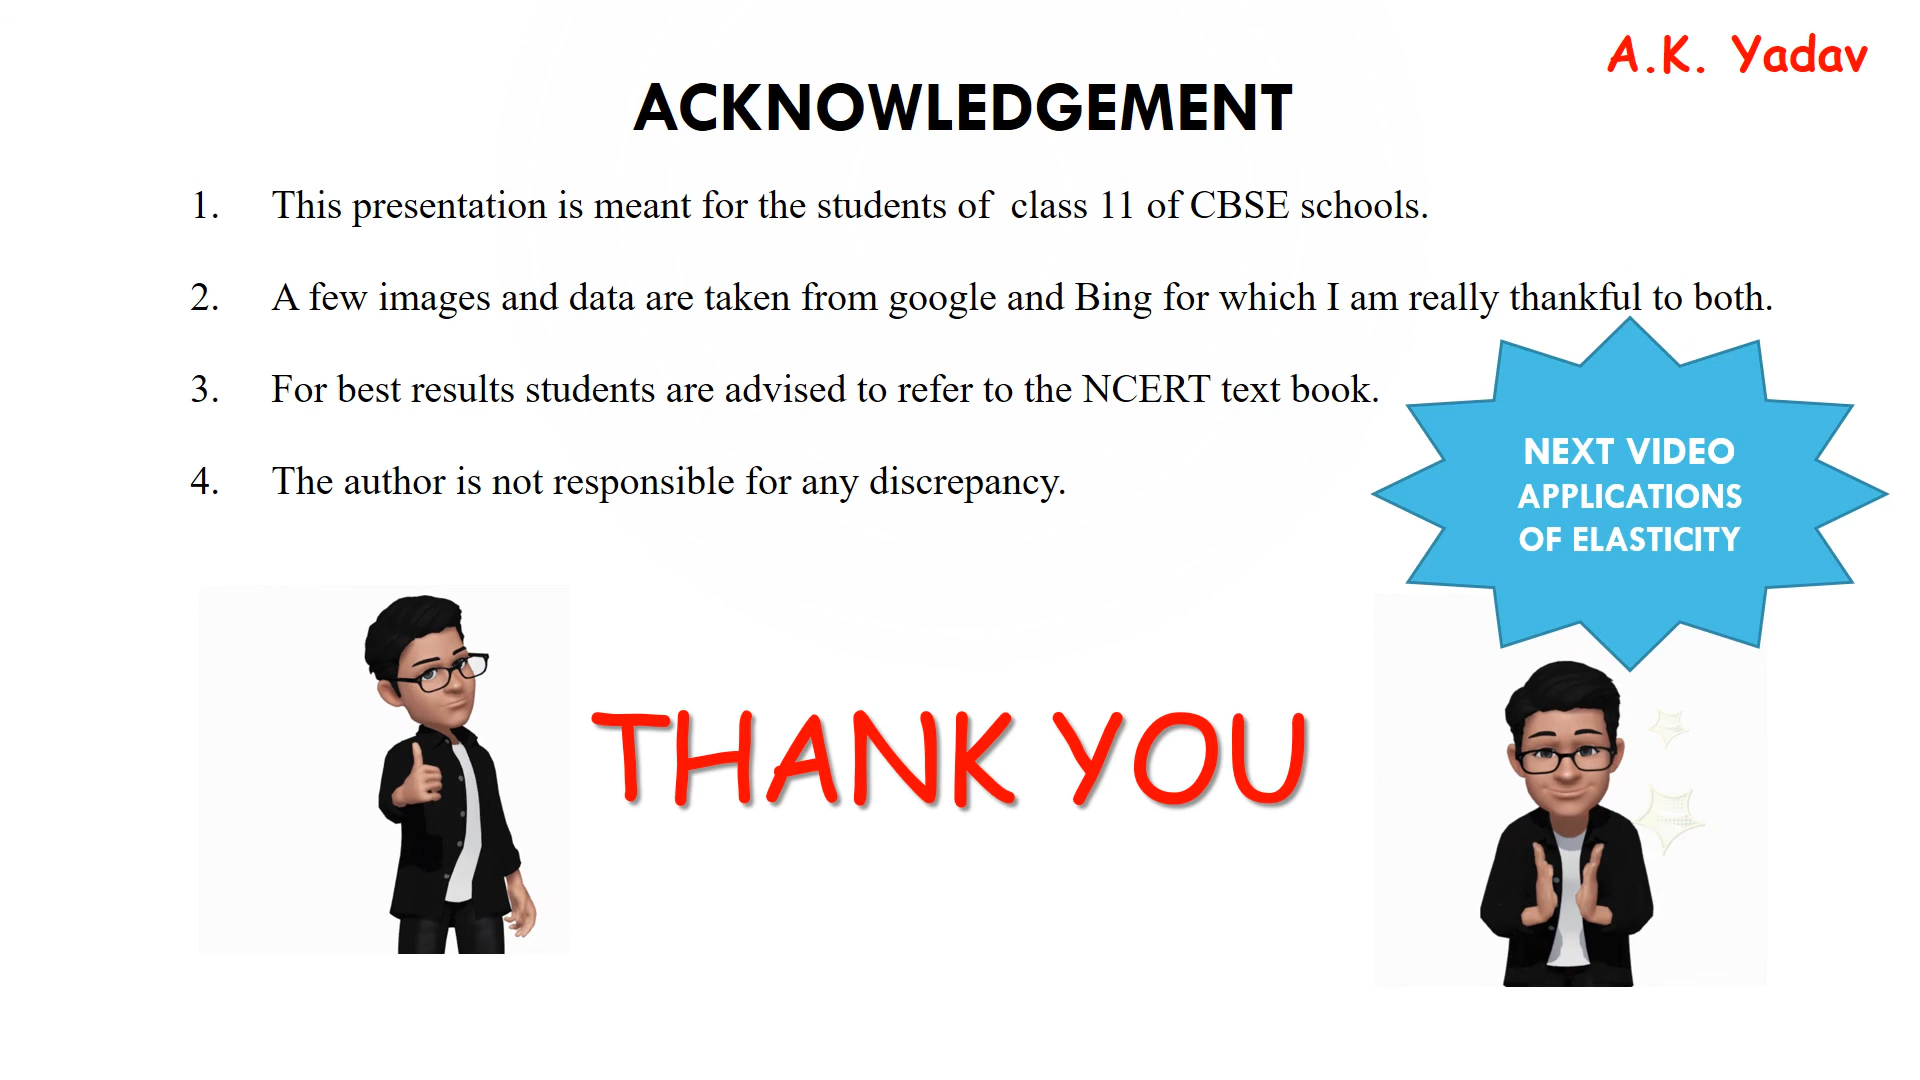 A.K. Yadav
ACKNOWLEDGEMENT
1. This presentation is meant for the students of  class 11 of CBSE schools.
2. A few images and data are taken from google and Bing for which I am really thankful to both.
3. For best results students are advised to refer to the NCERT text book.
4. The author is not responsible for any discrepancy.
NEXT VIDEO
APPLICATIONS
OF ELASTICITY
THANK YOU